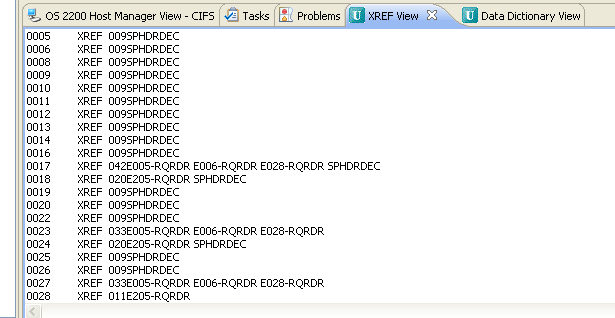 OS 2200 Host Manager View - CIFS Tasks Problems XREF View Data Dictionary View
0005 XREF 009SPHDRDEC
0006 XREF 009SPHDRDEC
0008 XREF 009SPHDRDEC
0009 XREF 009SPHDRDEC
0010 XREF 009SPHDRDEC
0011 XREF 009SPHDRDEC
0012 XREF 009SPHDRDEC
0013 XREF 009SPHDRDEC
0014 XREF 009SPHDRDEC
0016 XREF 009SPHDRDEC
0017 XREF 042E005-RQRDR E006-RQRDR E028-RQRDR SPHDRDEC
0018 XREF 020E205-RQRDR SPHDRDEC
0019 XREF 009SPHDRDEC
0020 XREF 009SPHDRDEC
0022 XREF 009SPHDRDEC
0023 XREF 033E005-RQRDR E006-RQRDR E028-RQRDR
0024 XREF 020E205-RQRDR SPHDRDEC
0025 XREF 009SPHDRDEC
0026 XREF 009SPHDRDEC
0027 XREF 033E005-RQRDR E006-RQRDR E028-RQRDR
0028 XREF 011E205-RQRDR